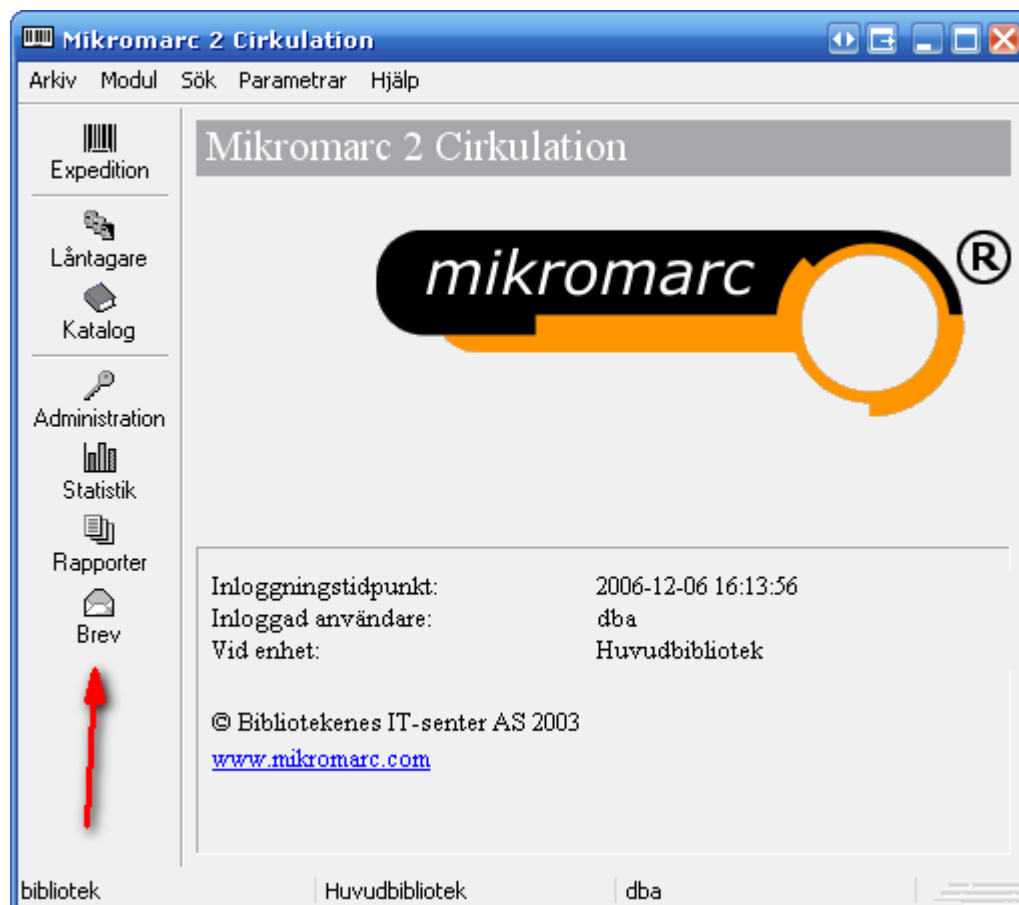 Mikromarc 2 Cirkulation
Arkiv Modul Sök Parametrar Hjälp
Expedition
Låntagare
Katalog
Administration
Statistik
Rapporter
Brev
Mikromarc 2 Cirkulation
mikromarc ®
Inloggningstidpunkt: 2006-12-06 16:13:56
Inloggad användare: dba
Vid enhet: Huvudbibliotek
© Bibliotekenes IT-senter AS 2003
www.mikromarc.com
bibliotek Huvudbibliotek dba